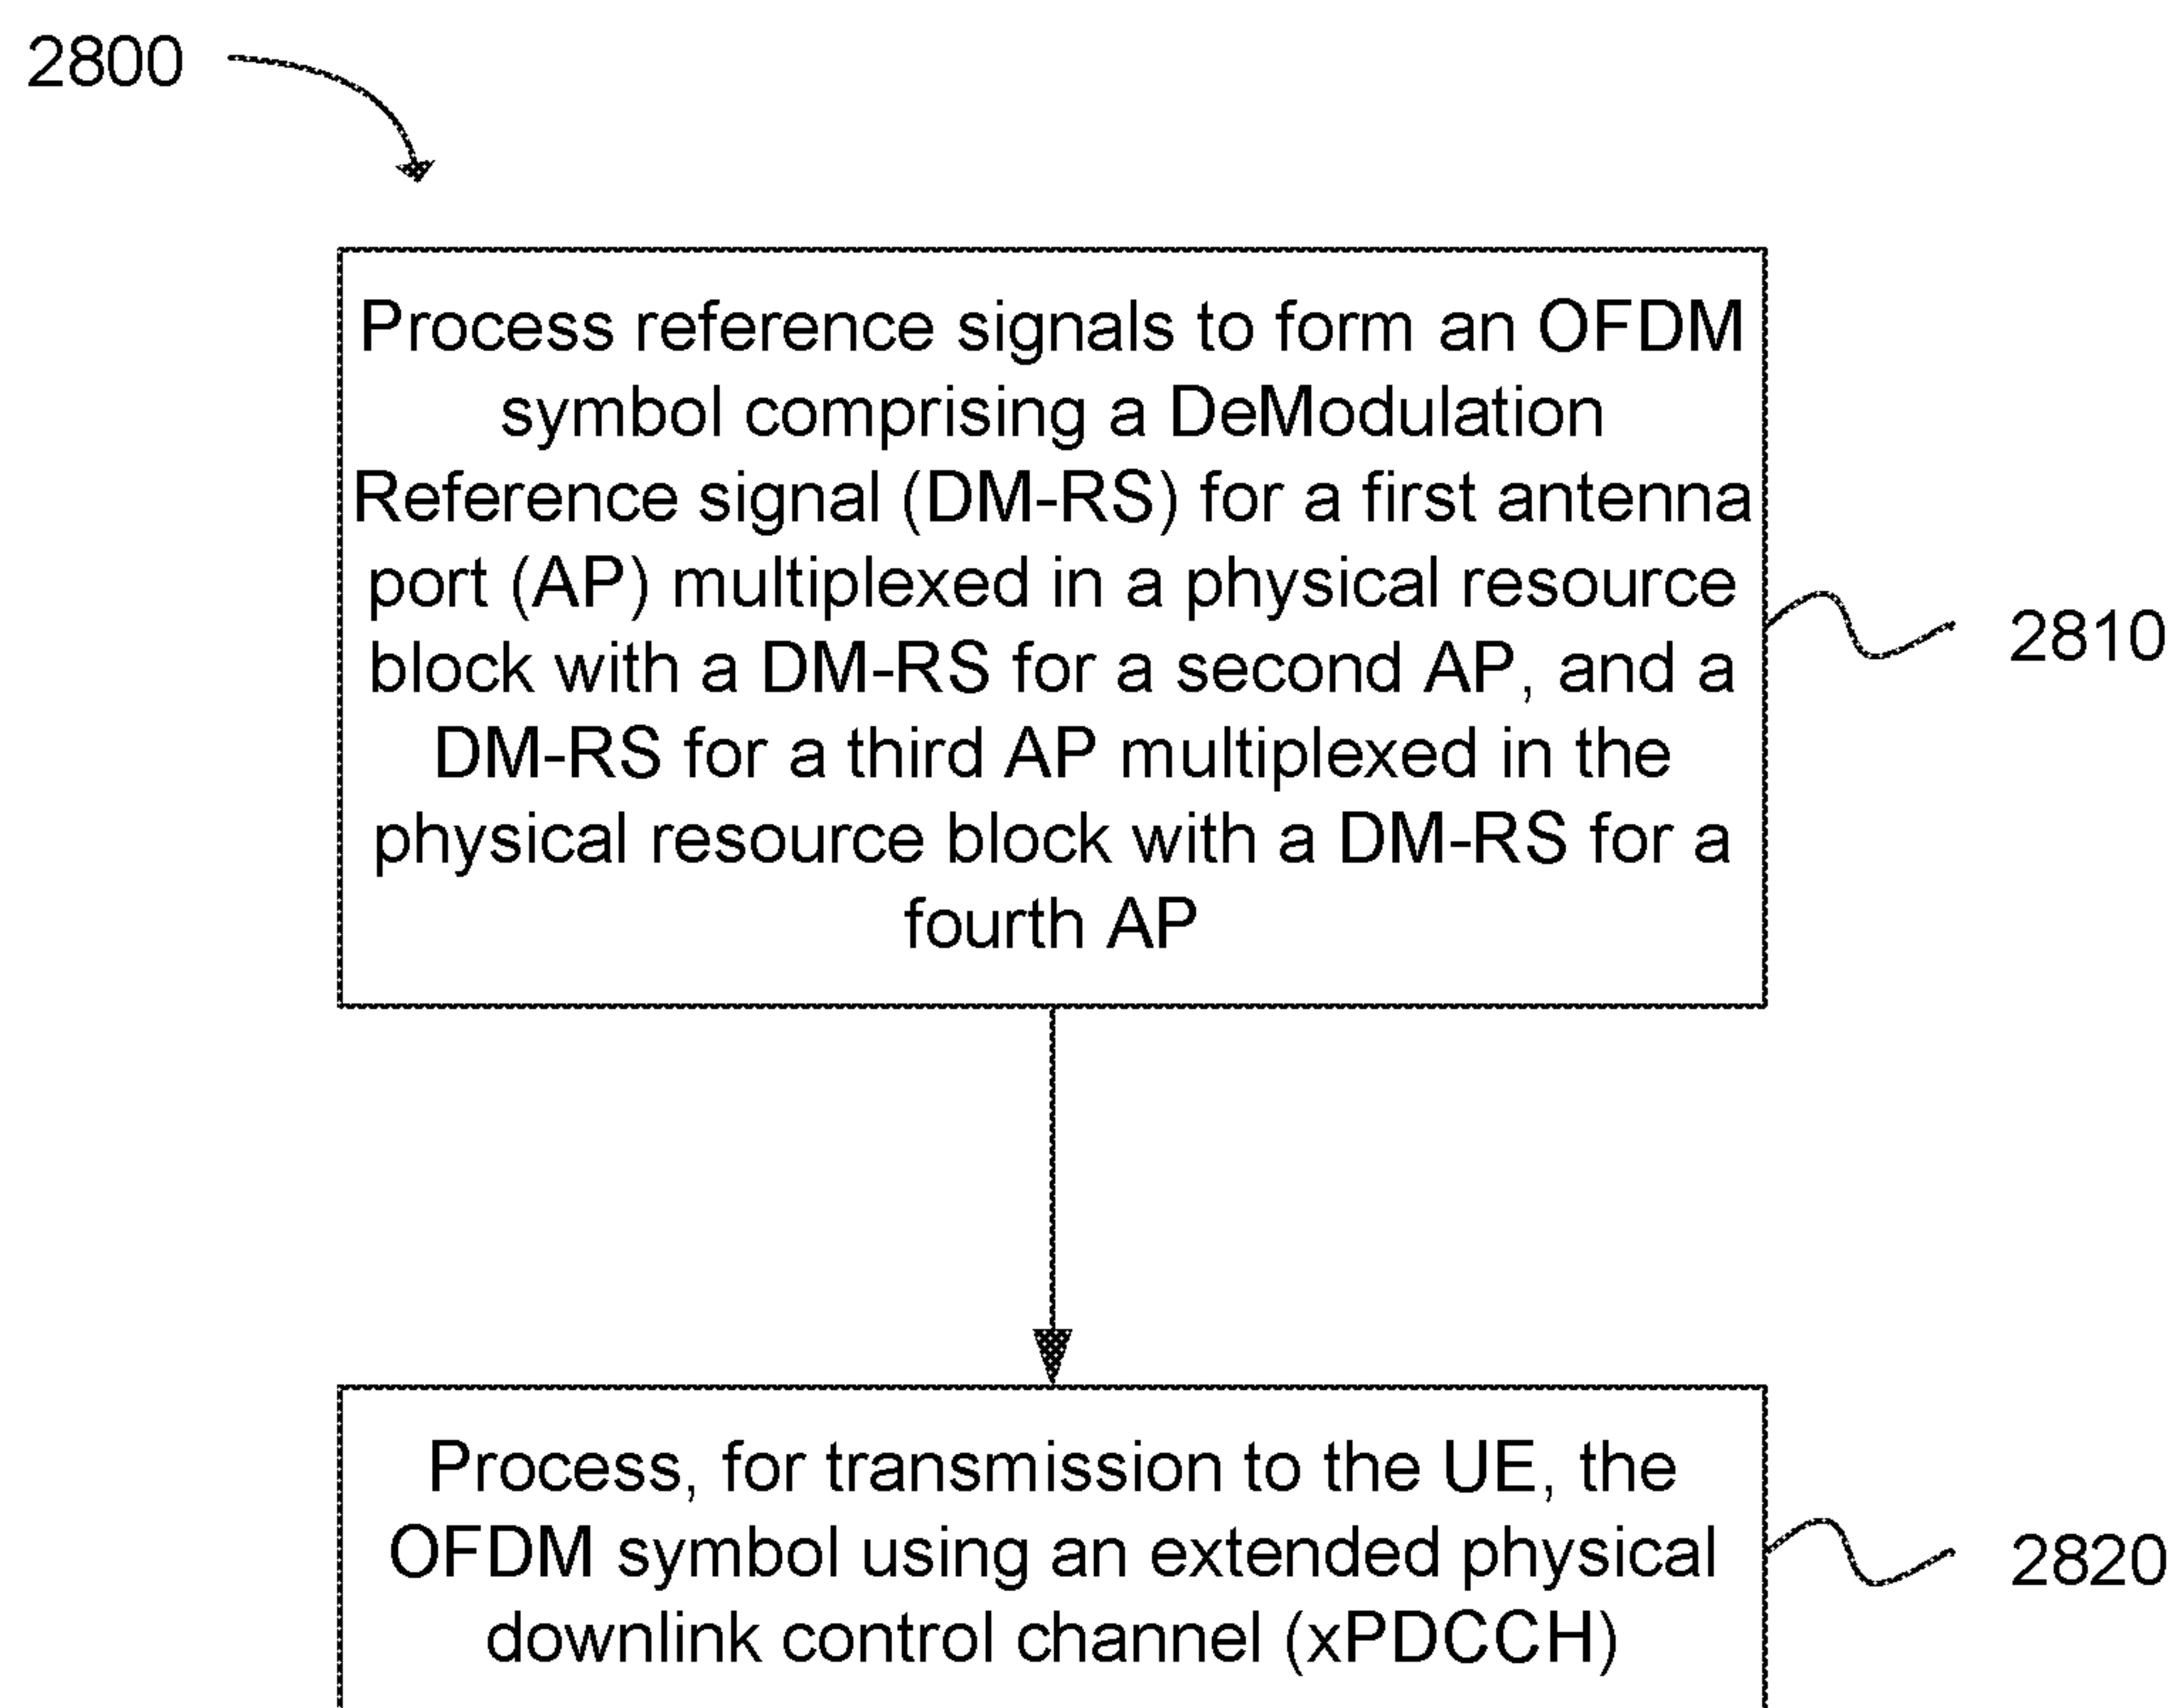 2800
Process reference signals to form an OFDM
symbol comprising a DeModulation
Reference signal (DM-RS) for a first antenna
port (AP) multiplexed in a physical resource
block with a DM-RS for a second AP, and a
DM-RS for a third AP multiplexed in the
physical resource block with a DM-RS for a
fourth AP
2810
Process, for transmission to the UE, the
OFDM symbol using an extended physical
downlink control channel (xPDCCH)
2820